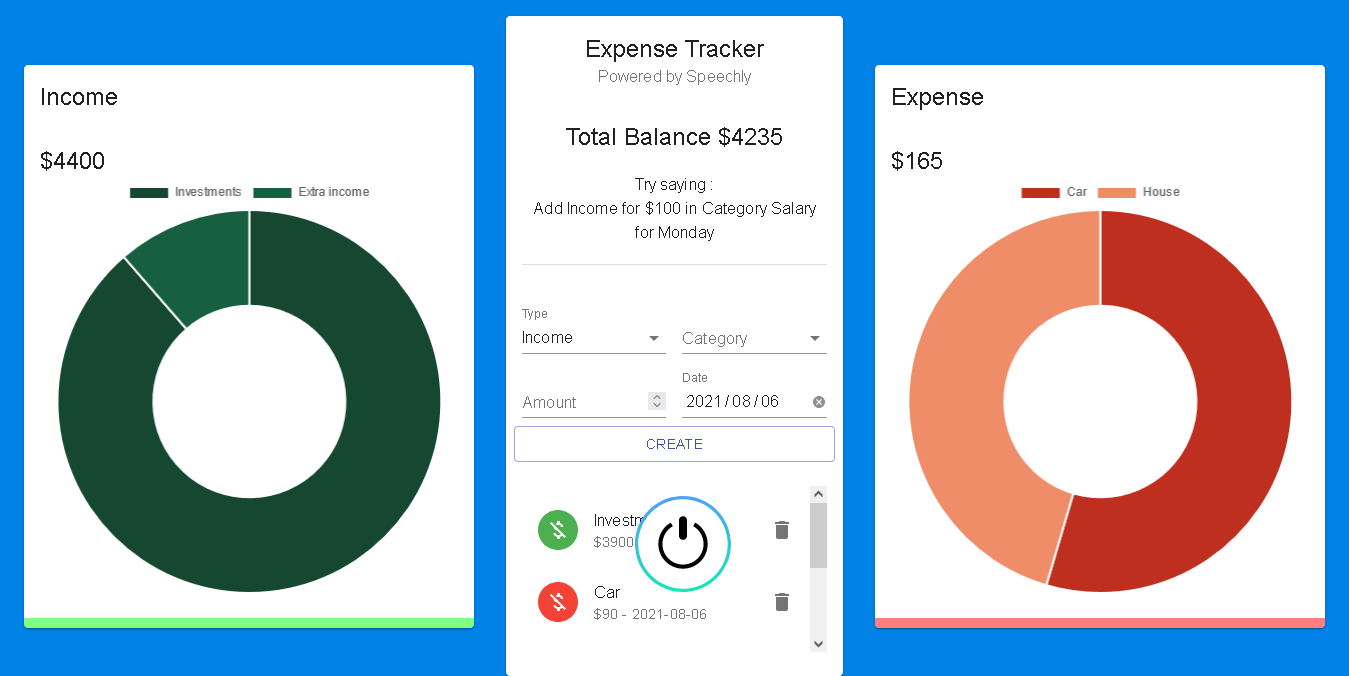 Income
$4400
Investments Extra income
Expense Tracker
Powered by Speechly
Total Balance $4235
Try saying :
Add Income for $100 in Category Salary
for Monday
Type
Income
Category
Amount
Date
2021/08/06
CREATE
Investm
$3900
Car
$90 - 2021-08-06
Expense
$165
Car House